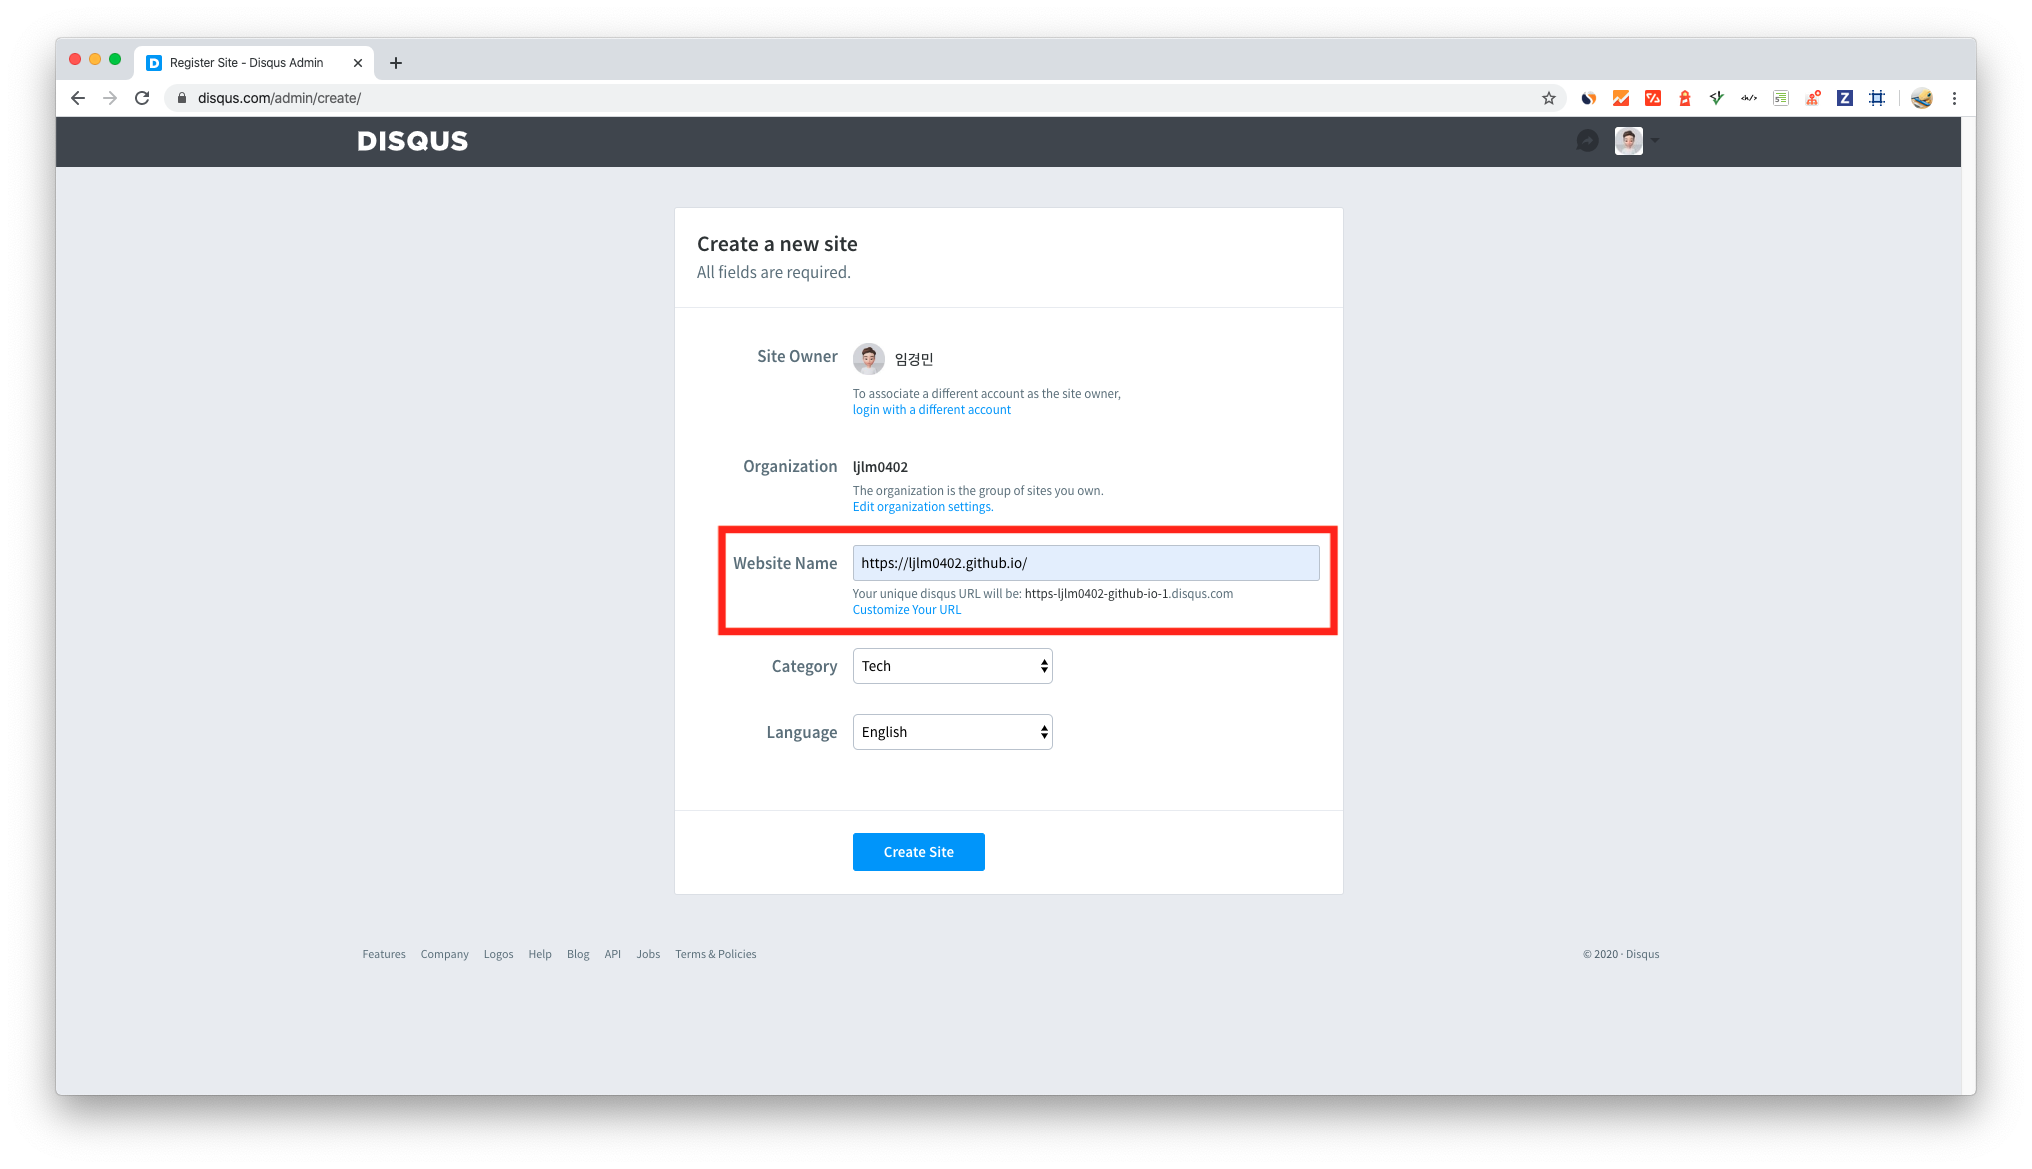 Register Site - Disqus Admin
disqus.com/admin/create/
DISQUS
Create a new site
All fields are required.
Site Owner
임경민
To associate a different account as the site owner,
login with a different account
Organization
ljlm0402
The organization is the group of sites you own.
Edit organization settings.
Website Name
https://ljlm0402.github.io/
Your unique disqus URL will be: https-ljlm0402-github-io-1.disqus.com
Customize Your URL
Category
Tech
Language
English
Create Site
Features Company Logos Help Blog API Jobs Terms & Policies
© 2020 · Disqus